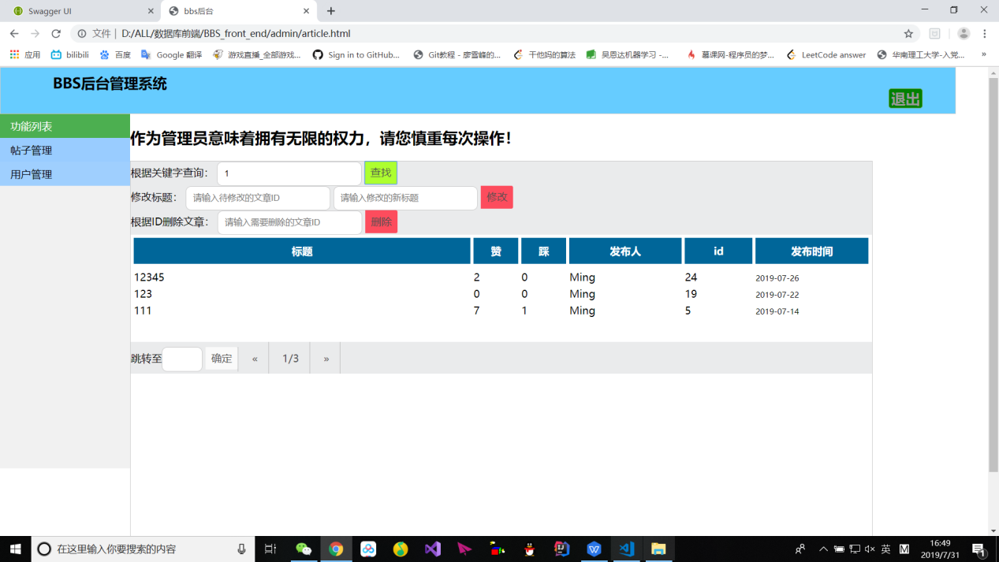 Swagger UI
bbs后台
文件 | D:/ALL/数据库前端/BBS_front_end/admin/article.html
应用 bilibili 百度 Google 翻译 游戏直播_全部游戏... Sign in to GitHub... Git教程 - 廖雪峰的... 干他妈的算法 吴恩达机器学习 -... 慕课网-程序员的梦... LeetCode answer 华南理工大学-入党... »
BBS后台管理系统
退出
功能列表
帖子管理
用户管理
作为管理员意味着拥有无限的权力，请您慎重每次操作！
根据关键字查询： 1 查找
修改标题： 请输入待修改的文章ID 请输入修改的新标题 修改
根据ID删除文章： 请输入需要删除的文章ID 删除
标题 赞 踩 发布人 id 发布时间
12345 2 0 Ming 24 2019-07-26
123 0 0 Ming 19 2019-07-22
111 7 1 Ming 5 2019-07-14
跳转至 确定 « 1/3 »
在这里输入你要搜索的内容
英 M 16:49
2019/7/31
1